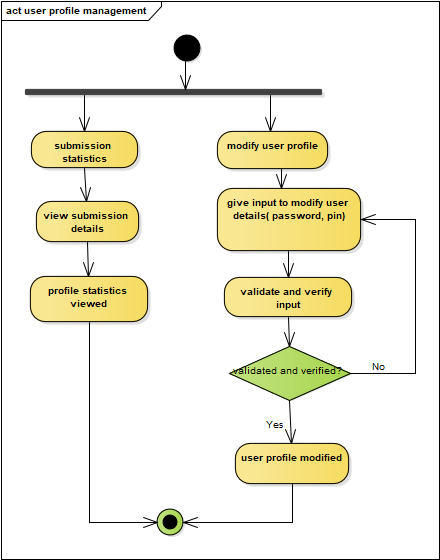 act user profile management
submission
statistics
modify user profile
view submission
details
give input to modify user
details( password, pin)
profile statistics
viewed
validate and verify
input
validated and verified?
No
Yes
user profile modified